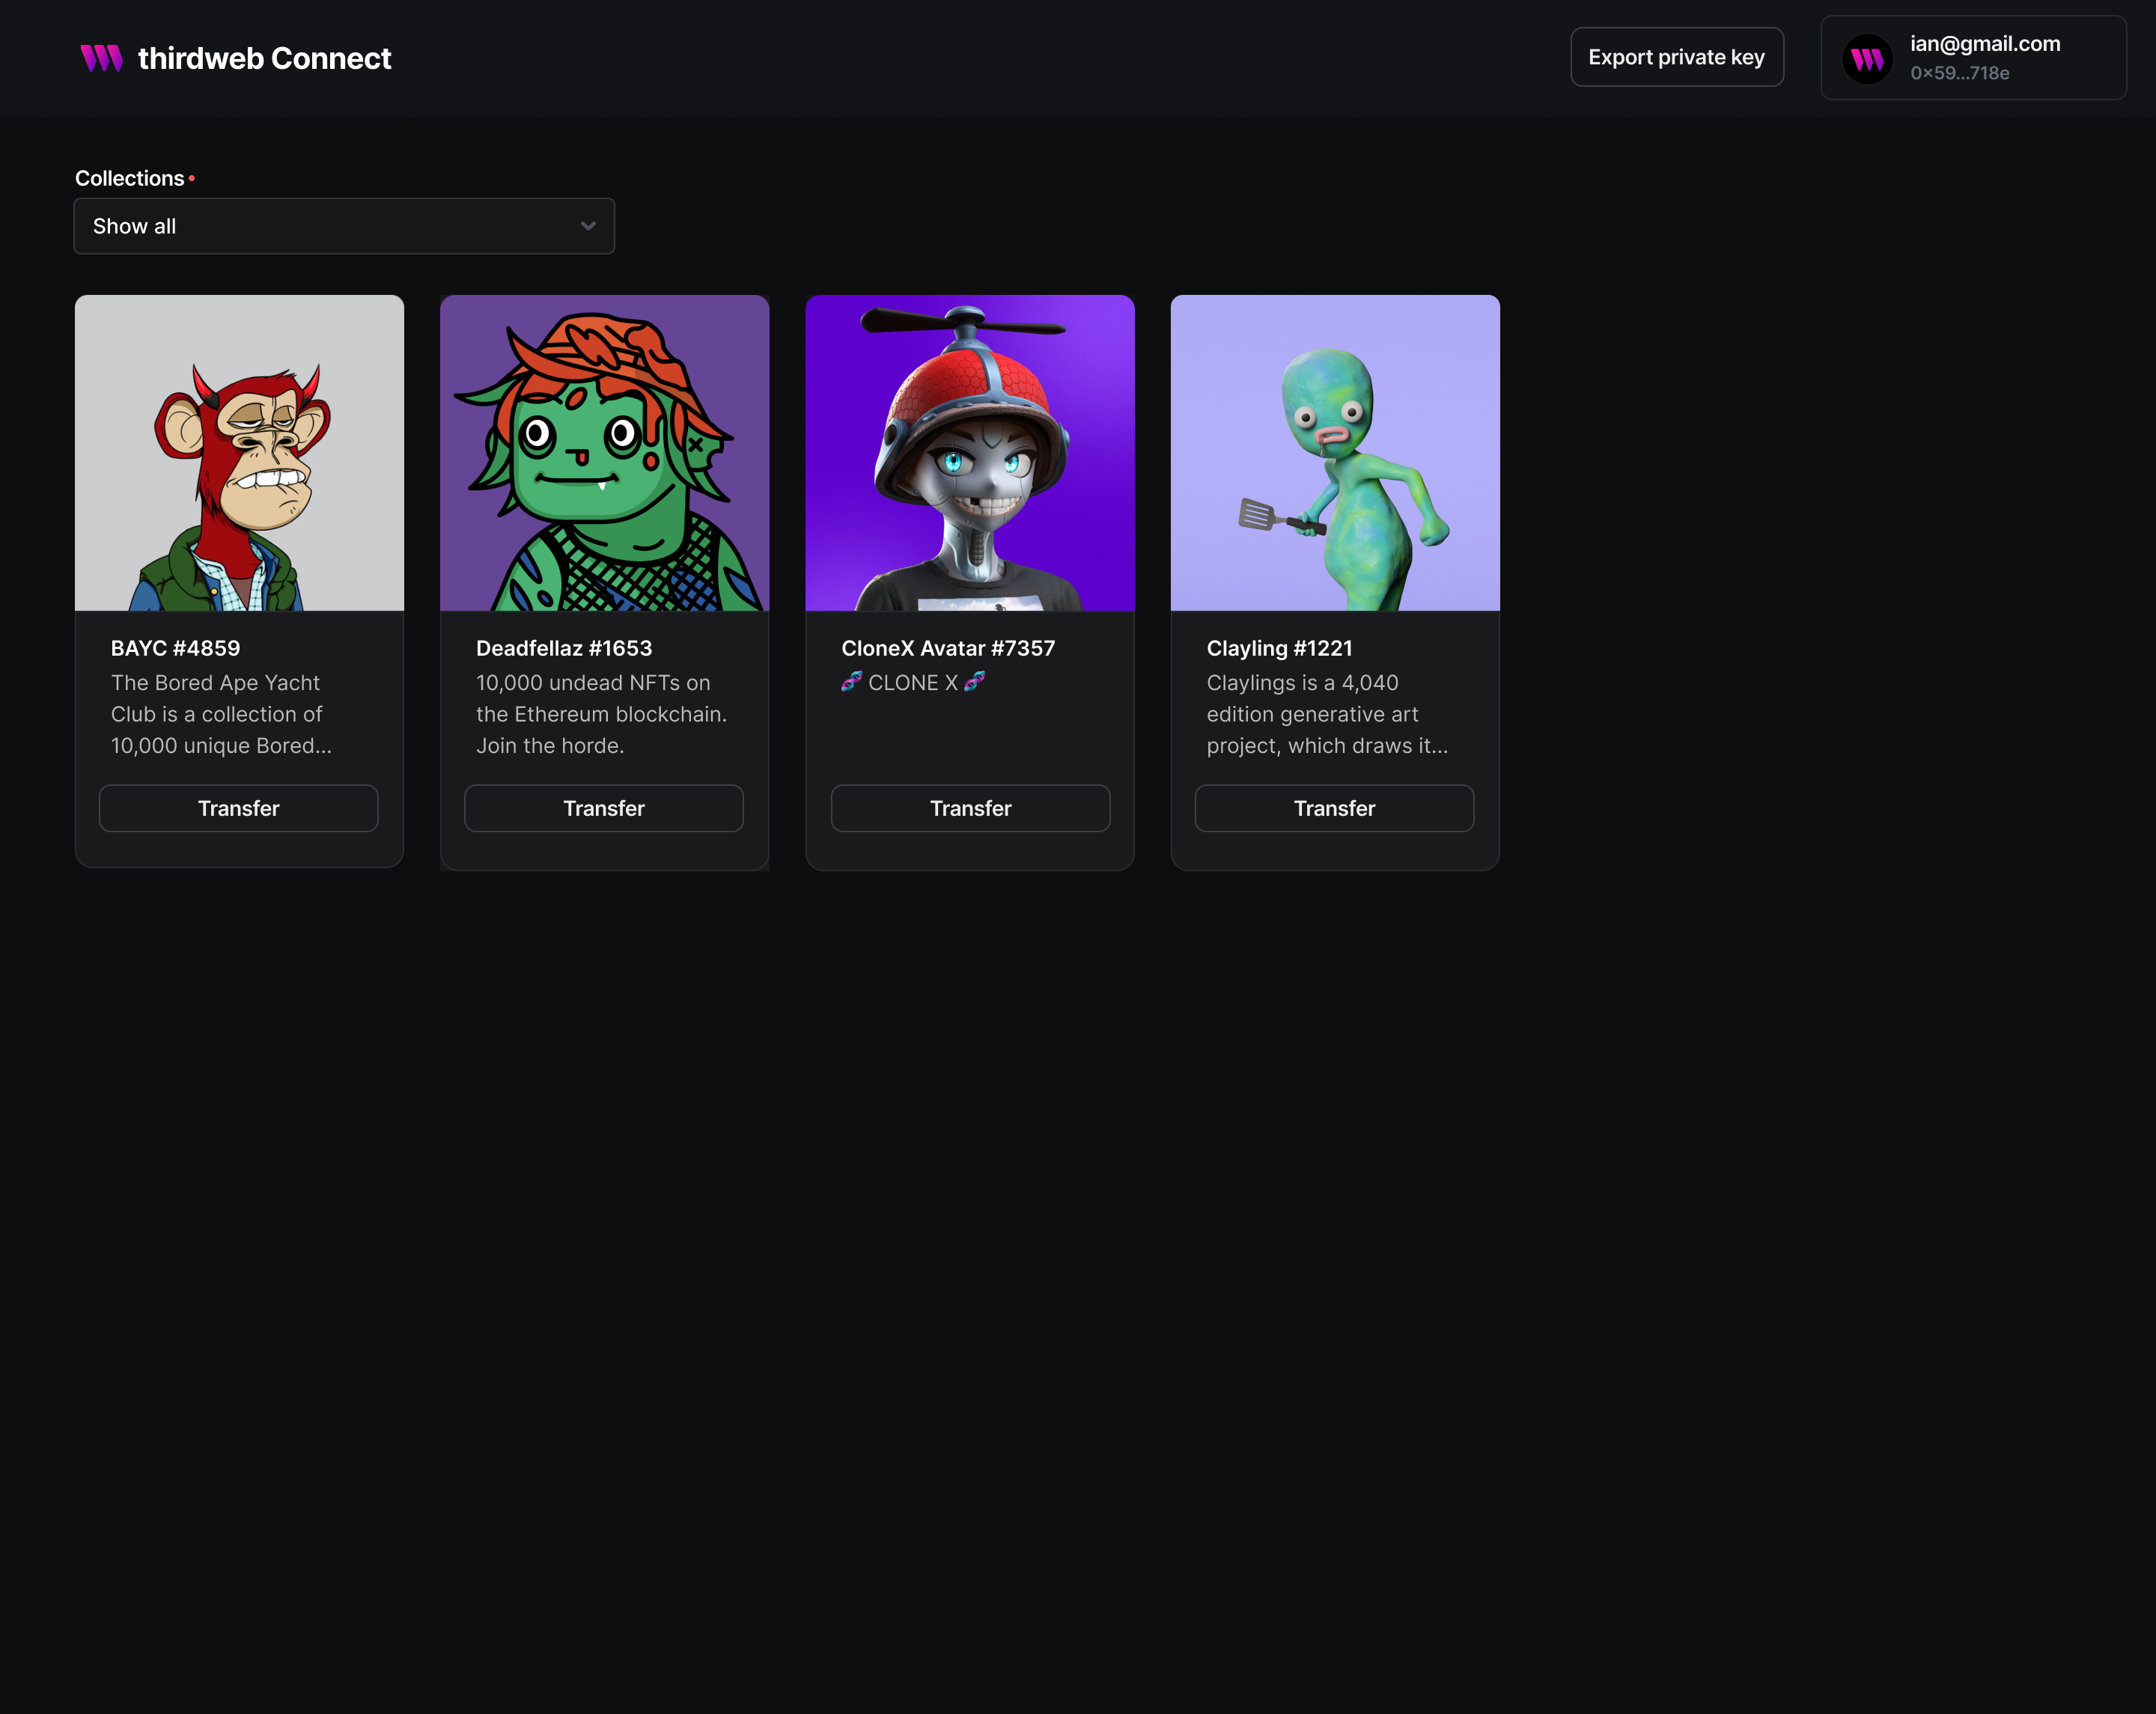 thirdweb Connect
Export private key
ian@gmail.com
0x59...718e
Collections•
Show all
BAYC #4859
The Bored Ape Yacht
Club is a collection of
10,000 unique Bored...
Transfer
Deadfellaz #1653
10,000 undead NFTs on
the Ethereum blockchain.
Join the horde.
Transfer
CloneX Avatar #7357
🧬 CLONE X 🧬
Transfer
Clayling #1221
Claylings is a 4,040
edition generative art
project, which draws it...
Transfer